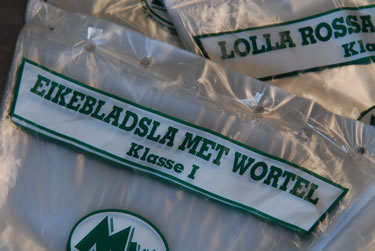 LOLLA ROSSA
Kla
EIKEBLADSLA MET WORTEL
Klasse I